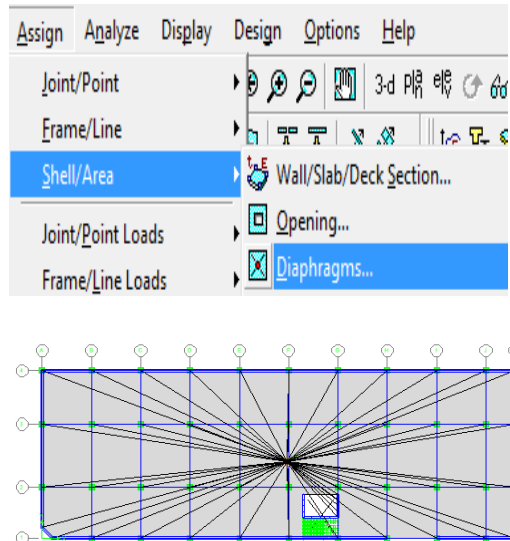 Assign Analyze Display Design Options Help
Joint/Point
3-d
Frame/Line
Shell/Area
Wall/Slab/Deck Section...
Opening...
Joint/Point Loads
Diaphragms...
Frame/Line Loads